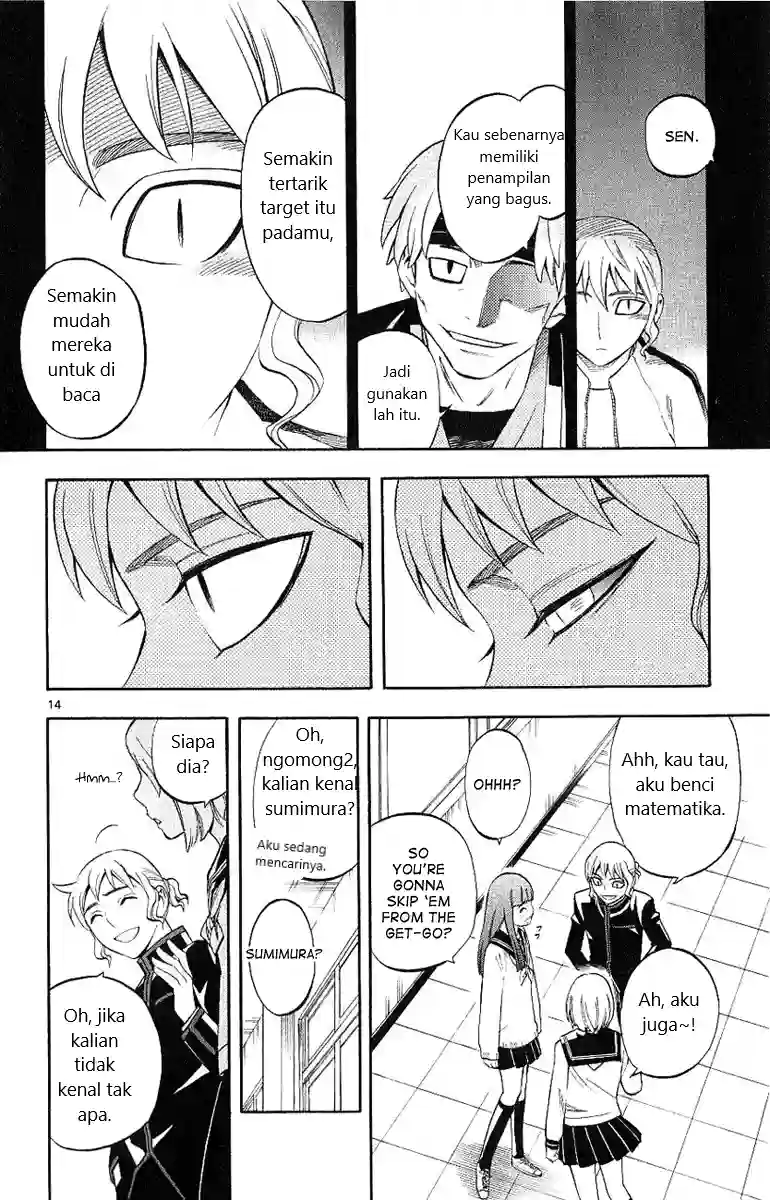 SEN.
Kau sebenarnya
memiliki
penampilan
yang bagus.
Jadi
gunakan
lah itu.
Semakin
tertarik
target itu
padamu,
Semakin
mudah
mereka
untuk di
baca
14
Ahh, kau tau,
aku benci
matematika.
OHHH?
SO
YOU'RE
GONNA
SKIP 'EM
FROM THE
GET-GO?
Ah, aku
juga~!
Oh,
ngomong2,
kalian kenal
sumimura?
Aku sedang
mencarinya.
SUMIMURA?
Siapa
dia?
Hmm...?
Oh, jika
kalian
tidak
kenal tak
apa.